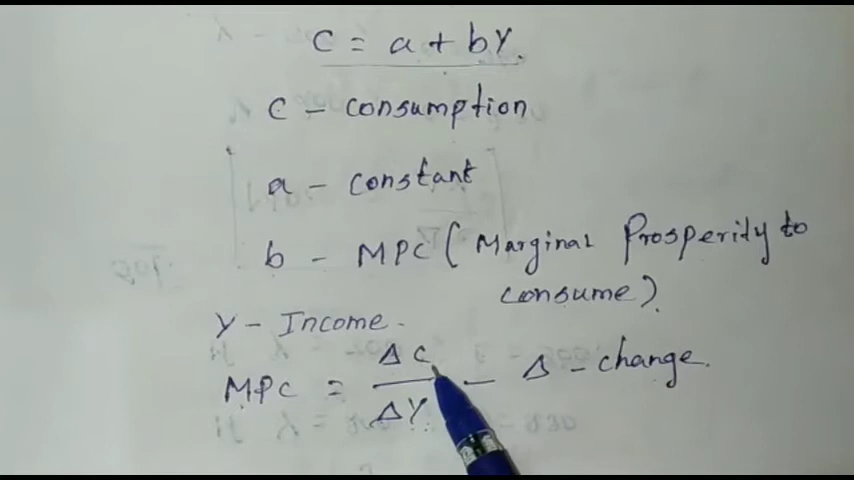 C = a + bY.
C - consumption
a - constant
b - MPC ( Marginal Prosperity to
consume ).
Y - Income.
MPC = ΔC / ΔY - Δ - change.